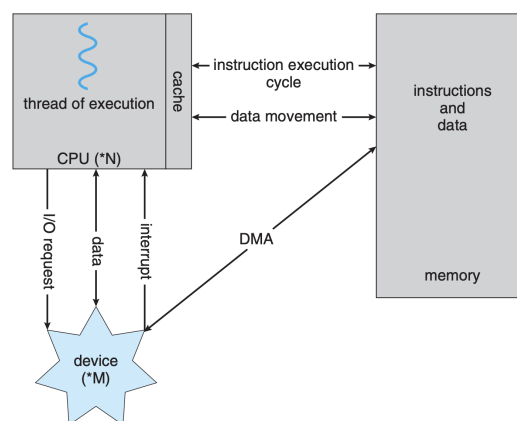 thread of execution
cache
CPU (*N)
instruction execution
cycle
data movement
instructions
and
data
memory
I/O request
data
interrupt
DMA
device
(*M)